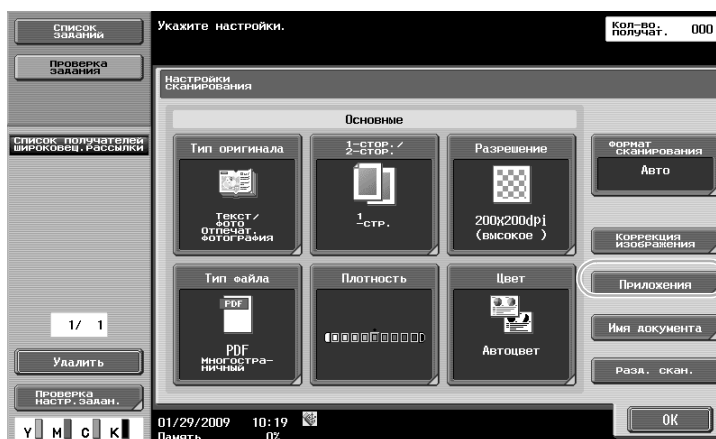 Список
заданий
Проверка
задания
Список получателей
широковещ.рассылки
1/ 1
Удалить
Проверка
настр.задан.
Y M C K
Укажите настройки.
Кол-во.
получат.
000
Настройки
сканирования
Основные
Тип оригинала
Текст/
фото
Отпечат.
фотография
1-стор./
2-стор.
1
-стр.
Разрешение
200X200dpi
(высокое )
Тип файла
PDF
PDF
Многостра-
ничный
Плотность
Цвет
Автоцвет
Формат
сканирования
Авто
Коррекция
изображения
Приложения
Имя документа
Разд. скан.
OK
01/29/2009 10:19
Память 0%